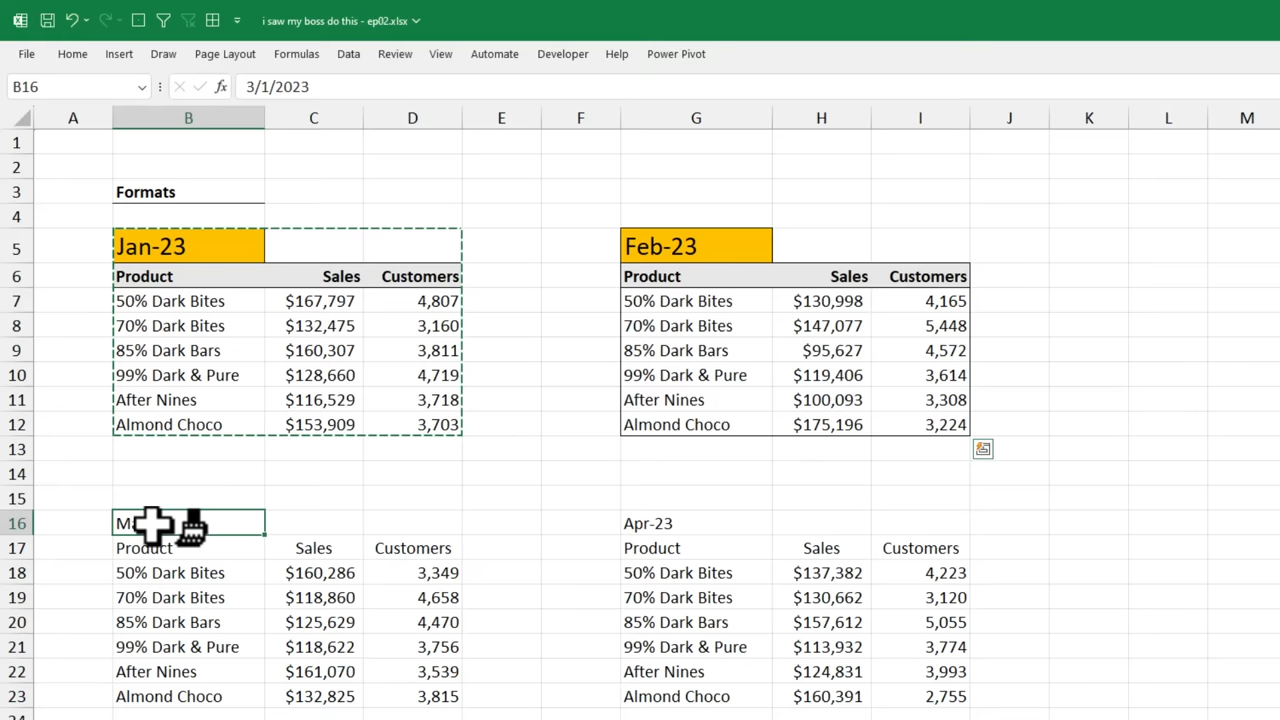 i saw my boss do this - ep02.xlsx
File Home Insert Draw Page Layout Formulas Data Review View Automate Developer Help Power Pivot
B16 fx 3/1/2023
A B C D E F G H I J K L M
1
2
3 Formats
4
5 Jan-23 Feb-23
6 Product Sales Customers Product Sales Customers
7 50% Dark Bites $167,797 4,807 50% Dark Bites $130,998 4,165
8 70% Dark Bites $132,475 3,160 70% Dark Bites $147,077 5,448
9 85% Dark Bars $160,307 3,811 85% Dark Bars $95,627 4,572
10 99% Dark & Pure $128,660 4,719 99% Dark & Pure $119,406 3,614
11 After Nines $116,529 3,718 After Nines $100,093 3,308
12 Almond Choco $153,909 3,703 Almond Choco $175,196 3,224
13
14
15
16 Apr-23
17 Product Sales Customers Product Sales Customers
18 50% Dark Bites $160,286 3,349 50% Dark Bites $137,382 4,223
19 70% Dark Bites $118,860 4,658 70% Dark Bites $130,662 3,120
20 85% Dark Bars $125,629 4,470 85% Dark Bars $157,612 5,055
21 99% Dark & Pure $118,622 3,756 99% Dark & Pure $113,932 3,774
22 After Nines $161,070 3,539 After Nines $124,831 3,993
23 Almond Choco $132,825 3,815 Almond Choco $160,391 2,755